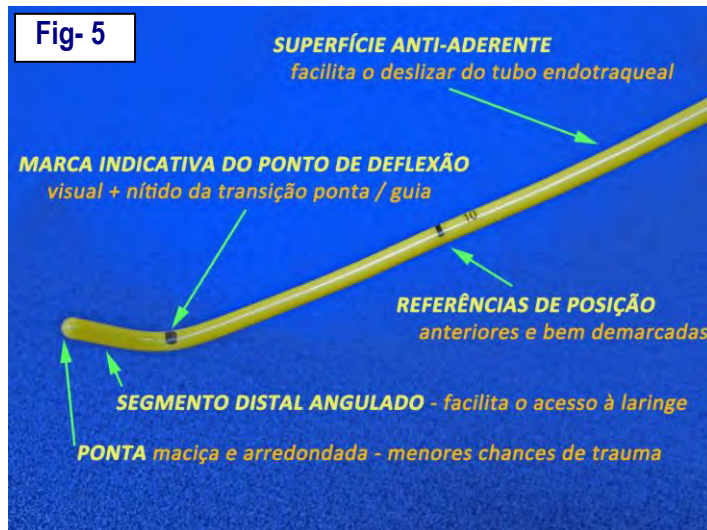 Fig- 5
SUPERFÍCIE ANTI-ADERENTE
facilita o deslizar do tubo endotraqueal
MARCA INDICATIVA DO PONTO DE DEFLEXÃO
visual + nítido da transição ponta / guia
10
REFERÊNCIAS DE POSIÇÃO
anteriores e bem demarcadas
SEGMENTO DISTAL ANGULADO - facilita o acesso à laringe
PONTA maciça e arredondada - menores chances de trauma